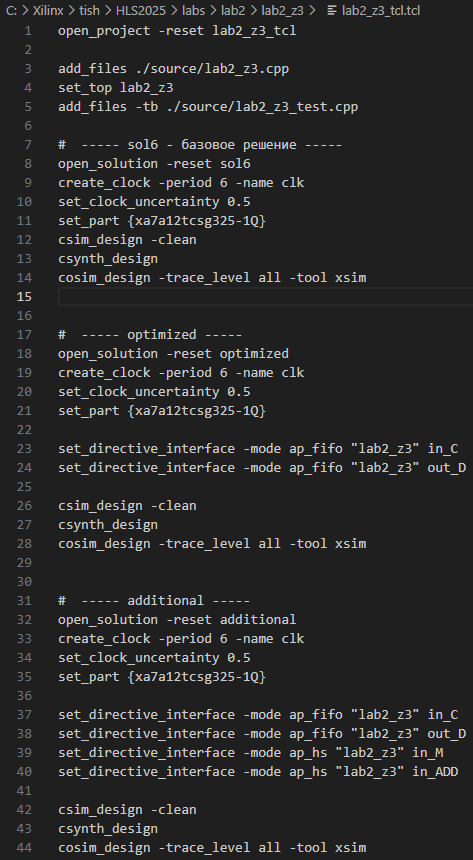 C: > Xilinx > tish > HLS2025 > labs > lab2 > lab2_z3 > lab2_z3_tcl.tcl
1 open_project -reset lab2_z3_tcl
2
3 add_files ./source/lab2_z3.cpp
4 set_top lab2_z3
5 add_files -tb ./source/lab2_z3_test.cpp
6
7 #  ----- sol6 - базовое решение -----
8 open_solution -reset sol6
9 create_clock -period 6 -name clk
10 set_clock_uncertainty 0.5
11 set_part {xa7a12tcsg325-1Q}
12 csim_design -clean
13 csynth_design
14 cosim_design -trace_level all -tool xsim
15
16
17 #  ----- optimized -----
18 open_solution -reset optimized
19 create_clock -period 6 -name clk
20 set_clock_uncertainty 0.5
21 set_part {xa7a12tcsg325-1Q}
22
23 set_directive_interface -mode ap_fifo "lab2_z3" in_C
24 set_directive_interface -mode ap_fifo "lab2_z3" out_D
25
26 csim_design -clean
27 csynth_design
28 cosim_design -trace_level all -tool xsim
29
30
31 #  ----- additional -----
32 open_solution -reset additional
33 create_clock -period 6 -name clk
34 set_clock_uncertainty 0.5
35 set_part {xa7a12tcsg325-1Q}
36
37 set_directive_interface -mode ap_fifo "lab2_z3" in_C
38 set_directive_interface -mode ap_fifo "lab2_z3" out_D
39 set_directive_interface -mode ap_hs "lab2_z3" in_M
40 set_directive_interface -mode ap_hs "lab2_z3" in_ADD
41
42 csim_design -clean
43 csynth_design
44 cosim_design -trace_level all -tool xsim